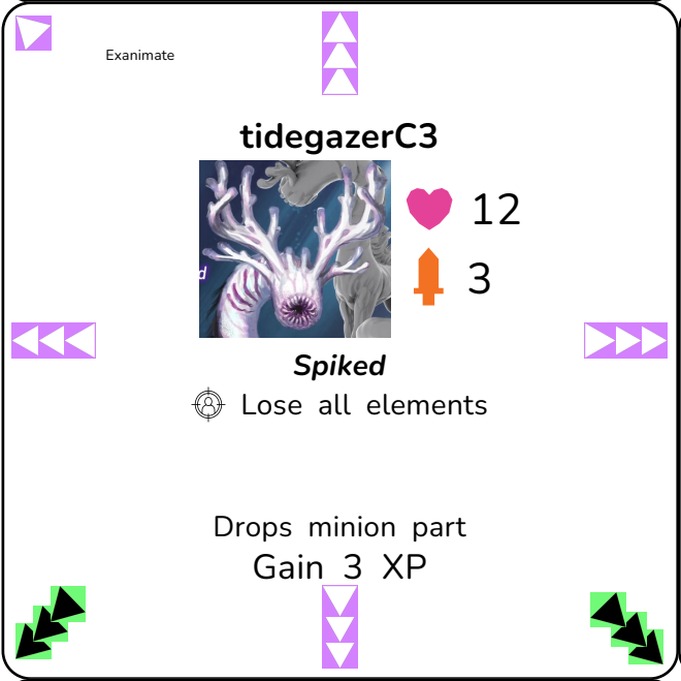 Exanimate
tidegazerC3
12
3
d
Spiked
Lose all elements
Drops minion part
Gain 3 XP